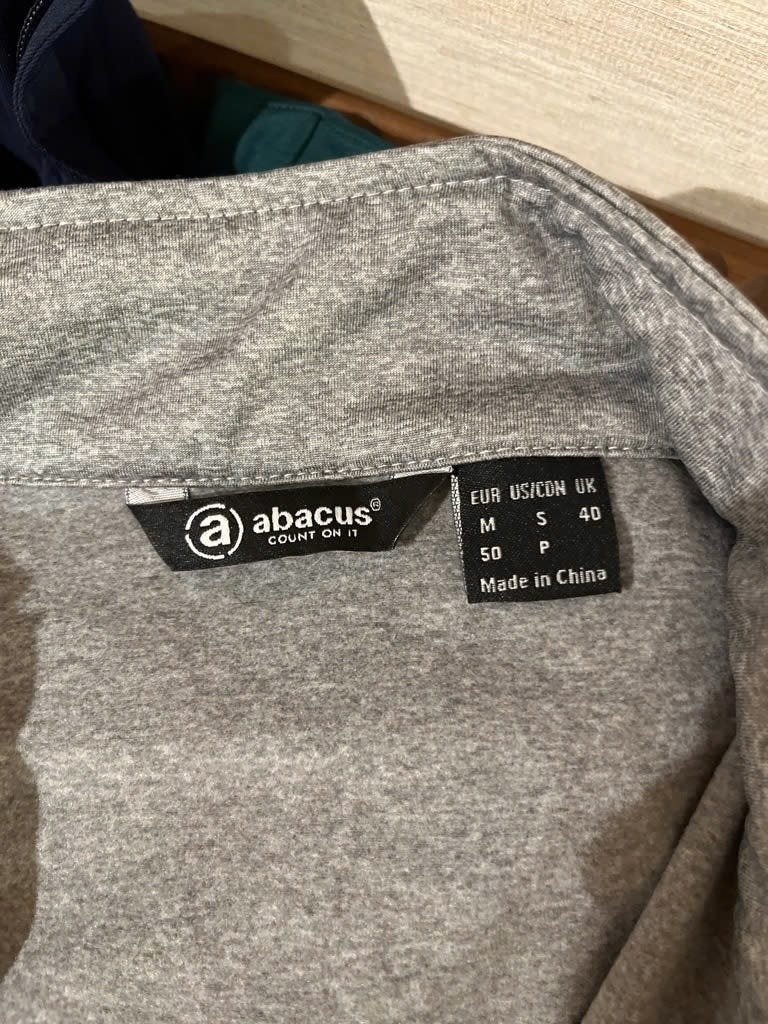 a abacus®
COUNT ON IT
EUR US/CDN UK
M S 40
50 P
Made in China